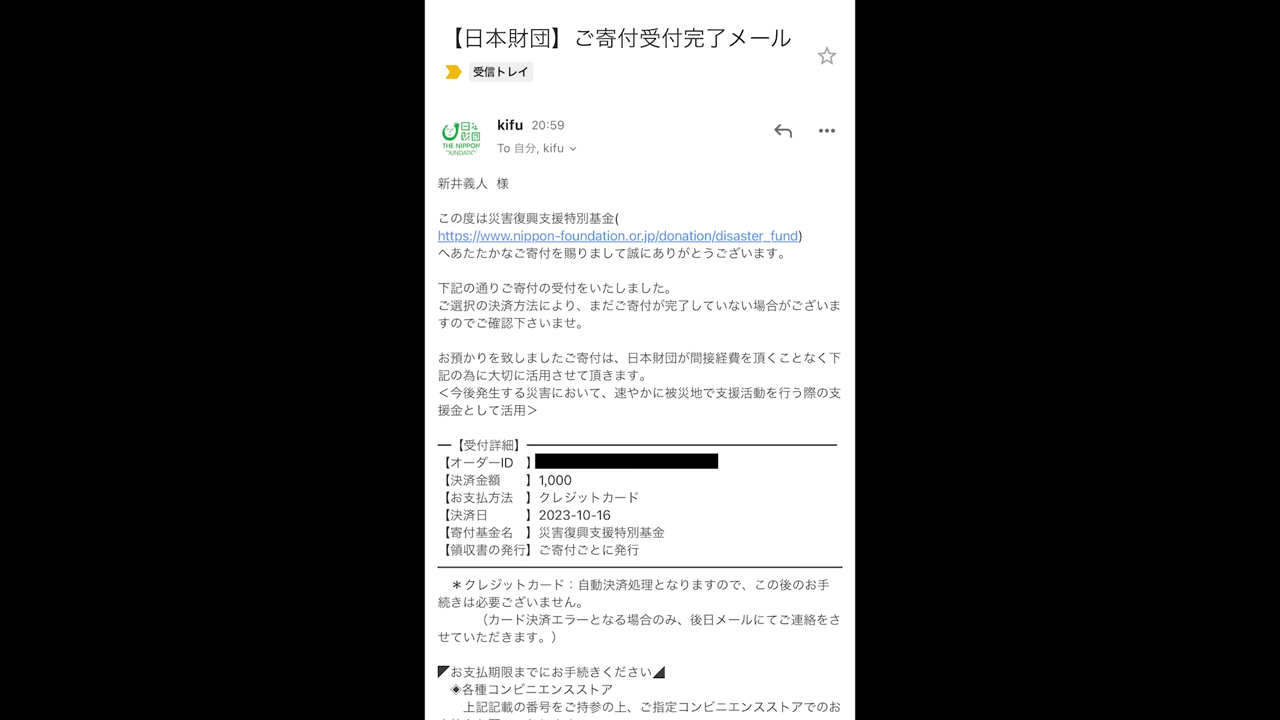 【日本財団】ご寄付受付完了メール
受信トレイ
日本財団
THE NIPPON
kifu 20:59
To 自分, kifu
新井義人 様
この度は災害復興支援特別基金(
https://www.nippon-foundation.or.jp/donation/disaster_fund)
へあたたかなご寄付を賜りまして誠にありがとうございます。
下記の通りご寄付の受付をいたしました。
ご選択の決済方法により、まだご寄付が完了していない場合がございま
すのでご確認下さいませ。
お預かりを致しましたご寄付は、日本財団が間接経費を頂くことなく下
記の為に大切に活用させて頂きます。
＜今後発生する災害において、速やかに被災地で支援活動を行う際の支
援金として活用＞
━【受付詳細】━━━━━━━━━━━━━━━━━━
【オーダーID 】
【決済金額 】1,000
【お支払方法 】クレジットカード
【決済日 】2023-10-16
【寄付基金名 】災害復興支援特別基金
【領収書の発行】ご寄付ごとに発行
＊クレジットカード：自動決済処理となりますので、この後のお手
続きは必要ございません。
（カード決済エラーとなる場合のみ、後日メールにてご連絡をさ
せていただきます。）
◤お支払期限までにお手続きください◢
◈各種コンビニエンスストア
上記記載の番号をご持参の上、ご指定コンビニエンスストアでのお